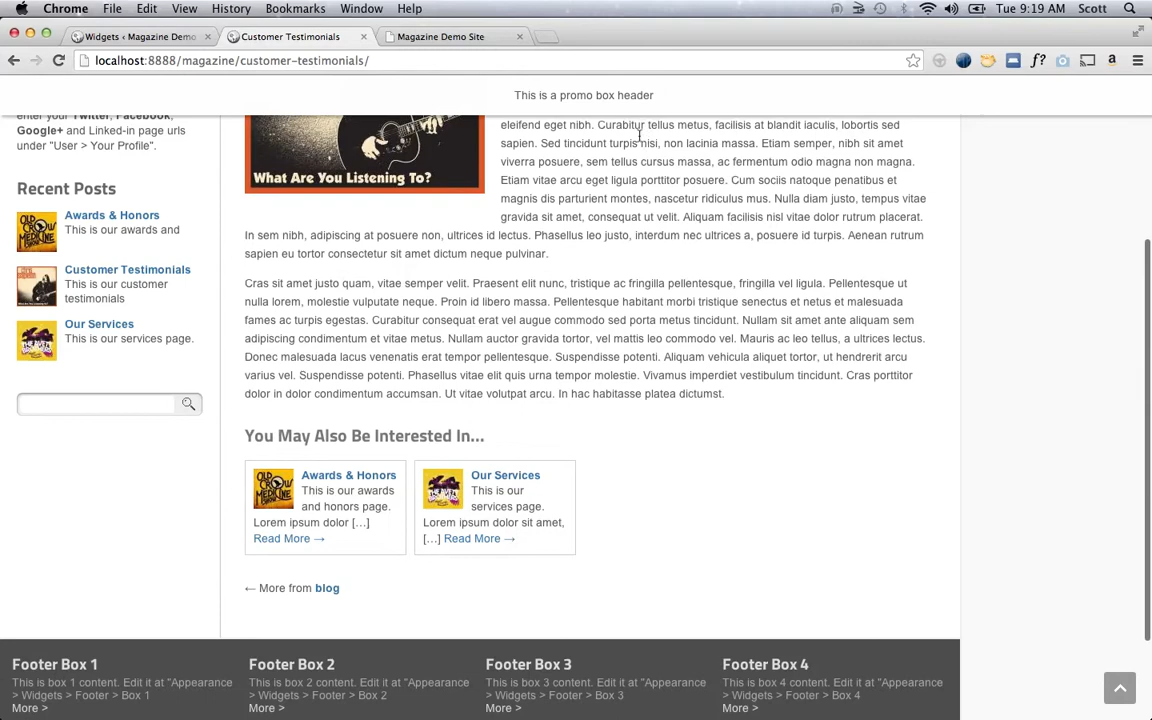 Chrome File Edit View History Bookmarks Window Help Tue 9:19 AM Scott
Widgets ‹ Magazine Demo
Customer Testimonials
Magazine Demo Site
localhost:8888/magazine/customer-testimonials/
f?
a
This is a promo box header
enter your Twitter, Facebook,
Google+ and Linked-in page urls
under "User > Your Profile".
Recent Posts
OLD CROW MEDICINE SHOW
Awards & Honors
This is our awards and
Customer Testimonials
This is our customer
testimonials
Our Services
This is our services page.
What Are You Listening To?
eleifend eget nibh. Curabitur tellus metus, facilisis at blandit iaculis, lobortis sed
sapien. Sed tincidunt turpis nisi, non lacinia massa. Etiam semper, nibh sit amet
viverra posuere, sem tellus cursus massa, ac fermentum odio magna non magna.
Etiam vitae arcu eget ligula porttitor posuere. Cum sociis natoque penatibus et
magnis dis parturient montes, nascetur ridiculus mus. Nulla diam justo, tempus vitae
gravida sit amet, consequat ut velit. Aliquam facilisis nisl vitae dolor rutrum placerat.
In sem nibh, adipiscing at posuere non, ultrices id lectus. Phasellus leo justo, interdum nec ultrices a, posuere id turpis. Aenean rutrum
sapien eu tortor consectetur sit amet dictum neque pulvinar.
Cras sit amet justo quam, vitae semper velit. Praesent elit nunc, tristique ac fringilla pellentesque, fringilla vel ligula. Pellentesque ut
nulla lorem, molestie vulputate neque. Proin id libero massa. Pellentesque habitant morbi tristique senectus et netus et malesuada
fames ac turpis egestas. Curabitur consequat erat vel augue commodo sed porta metus tincidunt. Nullam sit amet ante aliquam sem
adipiscing condimentum et vitae metus. Nullam auctor gravida tortor, vel mattis leo commodo vel. Mauris ac leo tellus, a ultrices lectus.
Donec malesuada lacus venenatis erat tempor pellentesque. Suspendisse potenti. Aliquam vehicula aliquet tortor, ut hendrerit arcu
varius vel. Suspendisse potenti. Phasellus vitae elit quis urna tempor molestie. Vivamus imperdiet vestibulum tincidunt. Cras porttitor
dolor in dolor condimentum accumsan. Ut vitae volutpat arcu. In hac habitasse platea dictumst.
You May Also Be Interested In...
OLD CROW MEDICINE SHOW
Awards & Honors
This is our awards
and honors page.
Lorem ipsum dolor [...]
Read More →
Our Services
This is our
services page.
Lorem ipsum dolor sit amet,
[...] Read More →
← More from blog
Footer Box 1
This is box 1 content. Edit it at "Appearance
> Widgets > Footer > Box 1
More >
Footer Box 2
This is box 2 content. Edit it at "Appearance
> Widgets > Footer > Box 2
More >
Footer Box 3
This is box 3 content. Edit it at "Appearance
> Widgets > Footer > Box 3
More >
Footer Box 4
This is box 4 content. Edit it at "Appearance
> Widgets > Footer > Box 4
More >